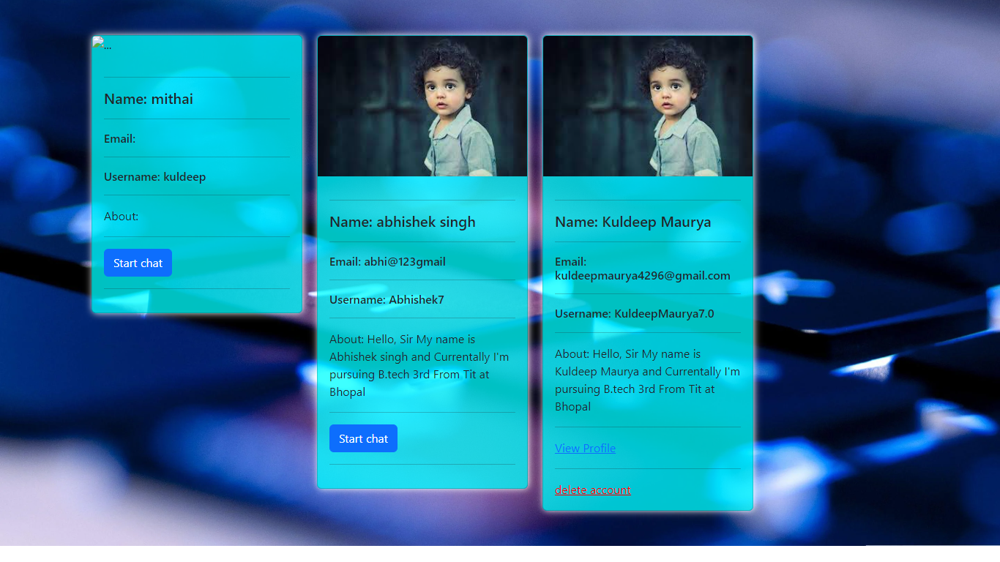 ...
Name: mithai
Email:
Username: kuldeep
About:
Start chat
Name: abhishek singh
Email: abhi@123gmail
Username: Abhishek7
About: Hello, Sir My name is
Abhishek singh and Currentally I'm
pursuing B.tech 3rd From Tit at
Bhopal
Start chat
Name: Kuldeep Maurya
Email:
kuldeepmaurya4296@gmail.com
Username: KuldeepMaurya7.0
About: Hello, Sir My name is
Kuldeep Maurya and Currentally I'm
pursuing B.tech 3rd From Tit at
Bhopal
View Profile
delete account